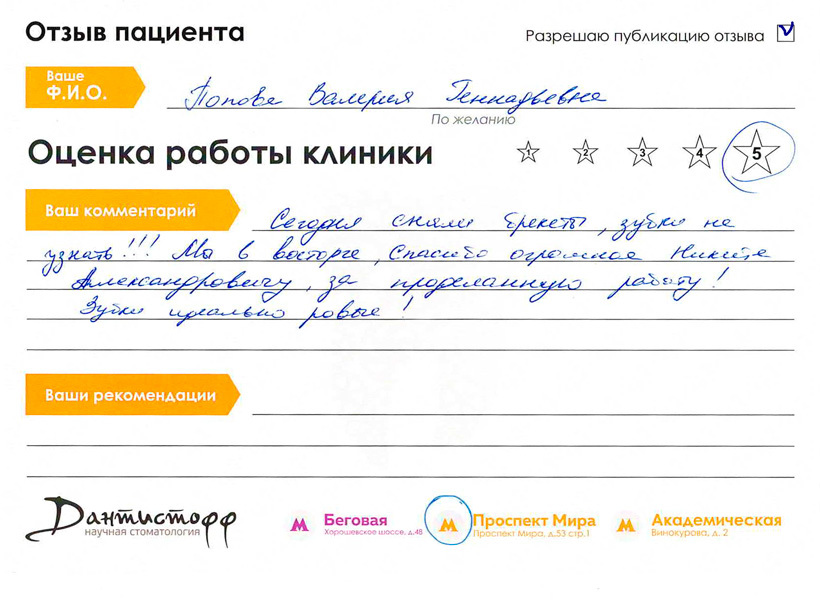 Отзыв пациента
Разрешаю публикацию отзыва V
Ваше
Ф.И.О.
Попова Валерия Геннадьевна
По желанию
Оценка работы клиники
1 2 3 4 5
Ваш комментарий
Сегодня сняли брекеты, зубки не
узнать!!! Мы в восторге, Спасибо огромное Никите
Александровичу, за проделанную работу!
Зубки идеально ровые!
Ваши рекомендации
Дантистофф
научная стоматология
М Беговая
Хорошевское шоссе, д.48
М Проспект Мира
Проспект Мира, д.53 стр.1
М Академическая
Винокурова, д. 2